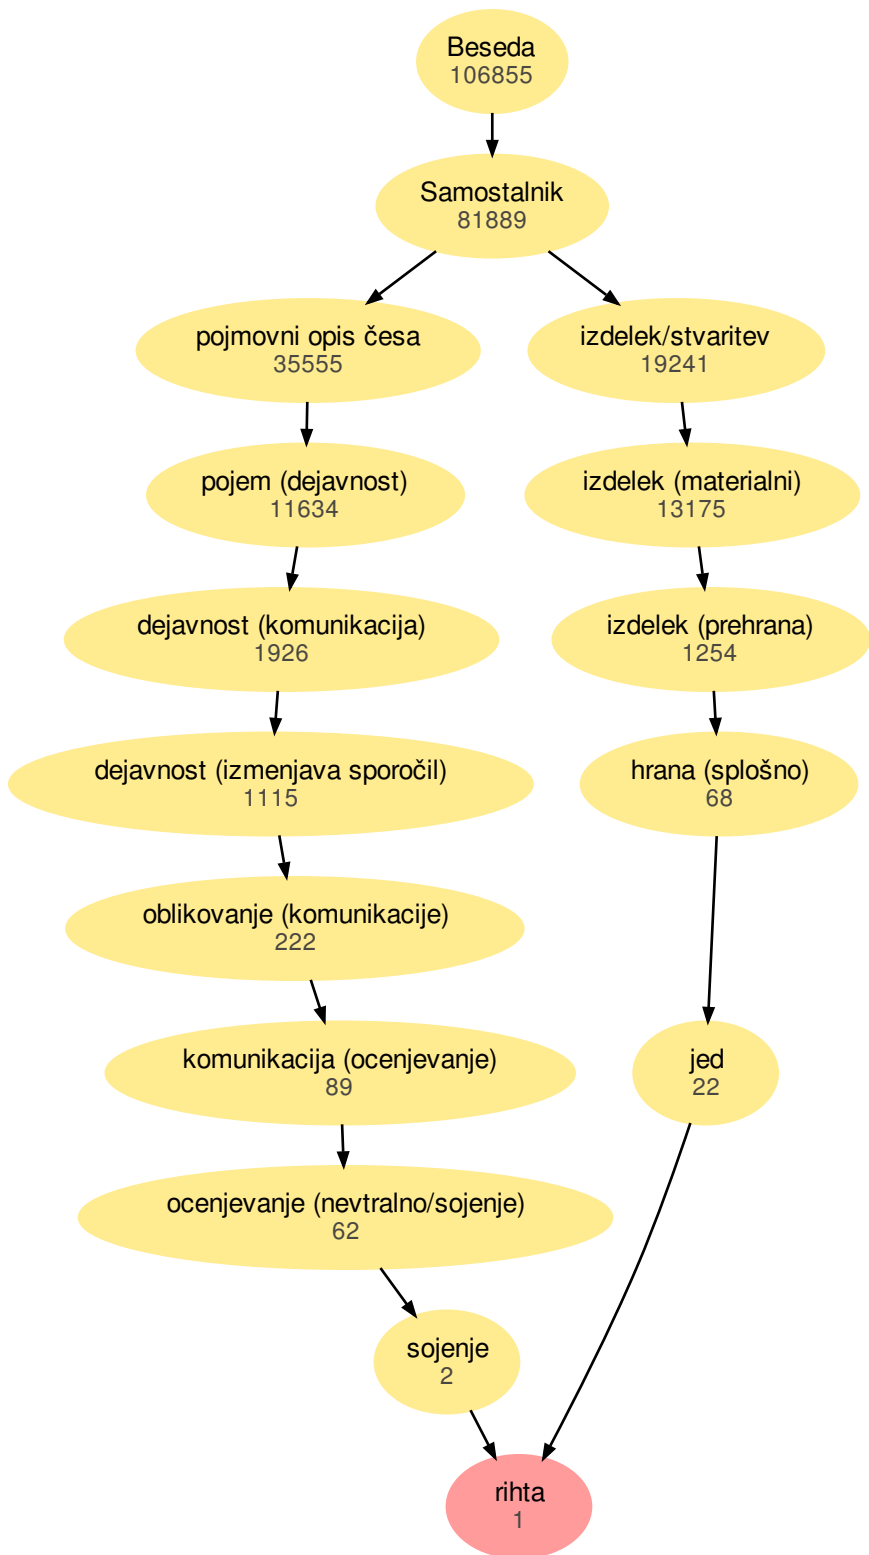 Beseda
106855
Samostalnik
81889
pojmovni opis česa
35555
izdelek/stvaritev
19241
pojem (dejavnost)
11634
izdelek (materialni)
13175
dejavnost (komunikacija)
1926
izdelek (prehrana)
1254
dejavnost (izmenjava sporočil)
1115
hrana (splošno)
68
oblikovanje (komunikacije)
222
komunikacija (ocenjevanje)
89
jed
22
ocenjevanje (nevtralno/sojenje)
62
sojenje
2
rihta
1